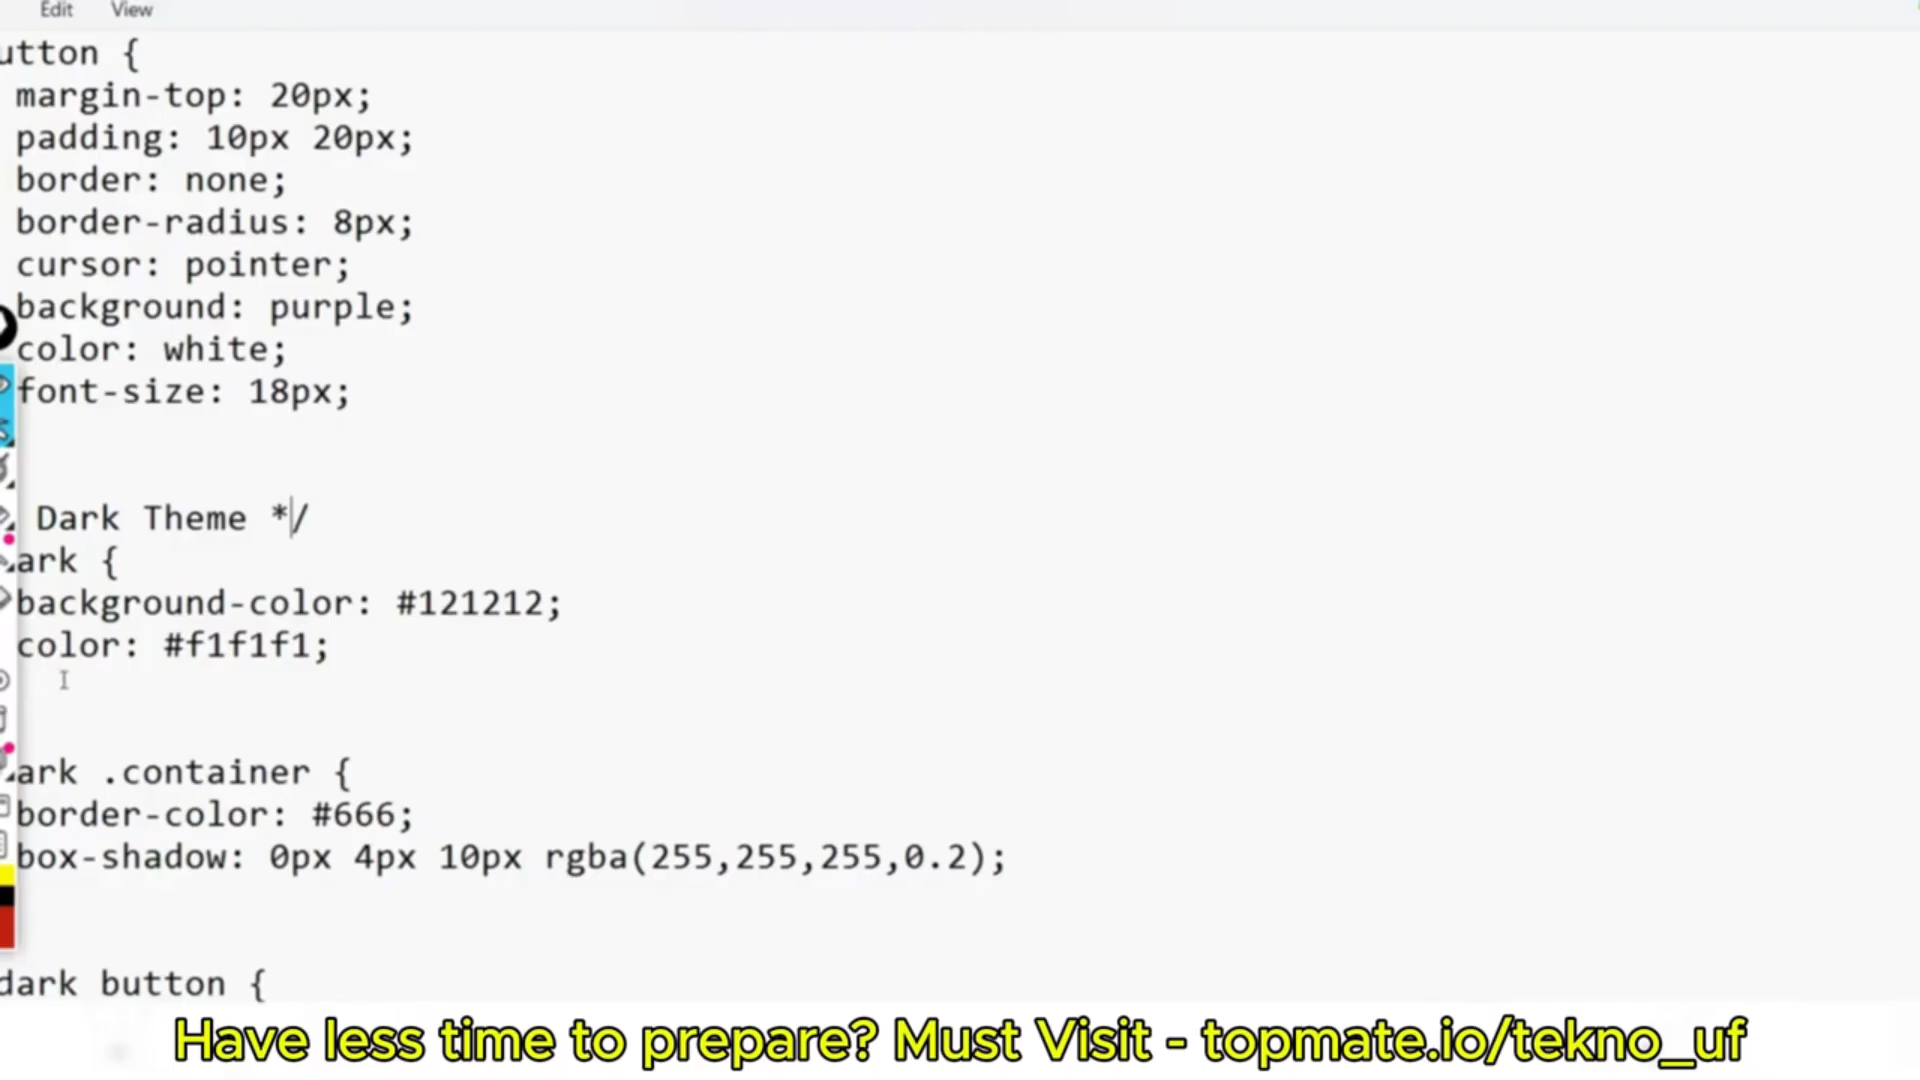 Edit View
utton {
margin-top: 20px;
padding: 10px 20px;
border: none;
border-radius: 8px;
cursor: pointer;
background: purple;
color: white;
font-size: 18px;
Dark Theme */
ark {
background-color: #121212;
color: #f1f1f1;
ark .container {
border-color: #666;
box-shadow: 0px 4px 10px rgba(255,255,255,0.2);
dark button {
Have less time to prepare? Must Visit - topmate.io/tekno_uf